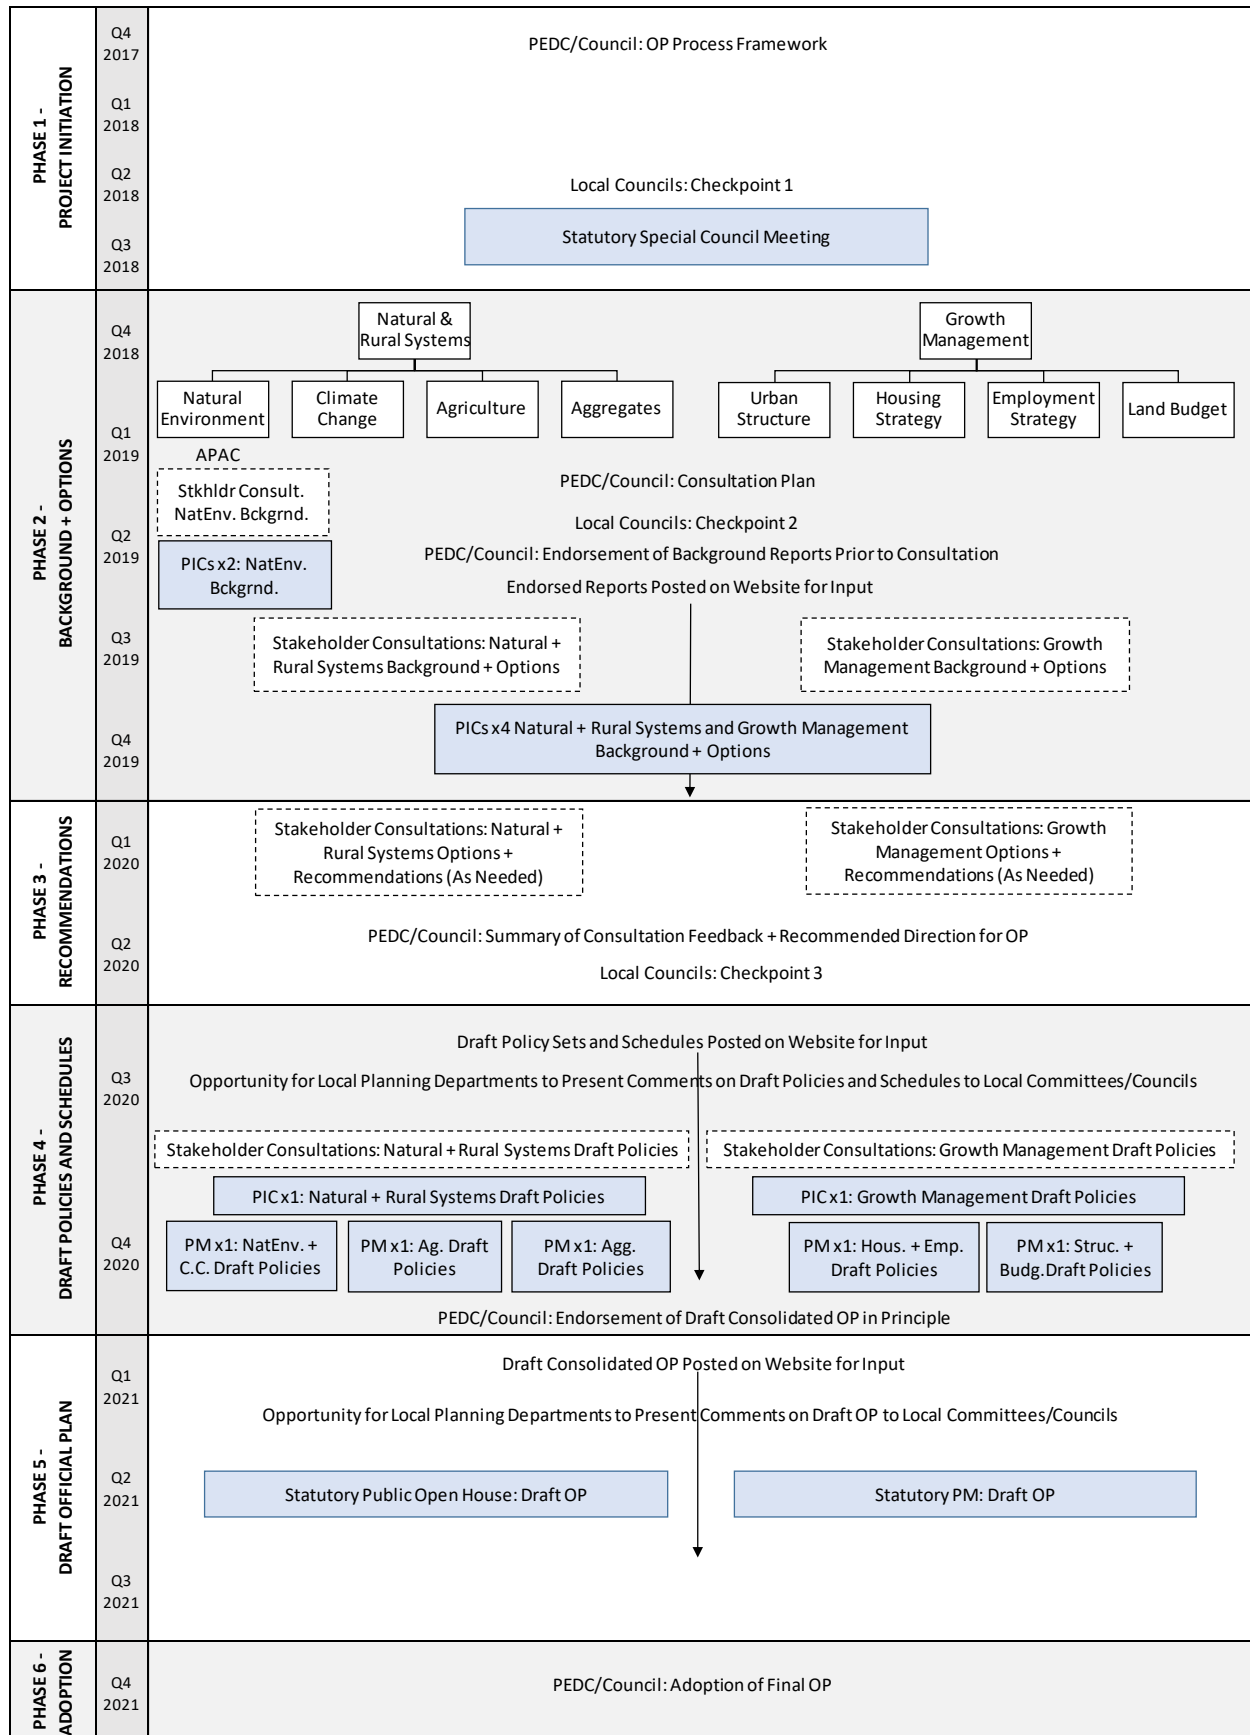 PHASE 1 -
PROJECT INITIATION
Q4
2017
PEDC/Council: OP Process Framework
Q1
2018
Q2
2018
Local Councils: Checkpoint 1
Statutory Special Council Meeting
Q3
2018
PHASE 2 -
BACKGROUND + OPTIONS
Q4
2018
Natural &
Rural Systems
Growth
Management
Natural
Environment
Climate
Change
Agriculture
Aggregates
Urban
Structure
Housing
Strategy
Employment
Strategy
Land Budget
Q1
2019
APAC
Stkhldr Consult.
NatEnv. Bckgrnd.
PEDC/Council: Consultation Plan
Local Councils: Checkpoint 2
Q2
2019
PICs x2: NatEnv.
Bckgrnd.
PEDC/Council: Endorsement of Background Reports Prior to Consultation
Endorsed Reports Posted on Website for Input
Q3
2019
Stakeholder Consultations: Natural +
Rural Systems Background + Options
Stakeholder Consultations: Growth
Management Background + Options
Q4
2019
PICs x4 Natural + Rural Systems and Growth Management
Background + Options
PHASE 3 -
RECOMMENDATIONS
Q1
2020
Stakeholder Consultations: Natural +
Rural Systems Options +
Recommendations (As Needed)
Stakeholder Consultations: Growth
Management Options +
Recommendations (As Needed)
Q2
2020
PEDC/Council: Summary of Consultation Feedback + Recommended Direction for OP
Local Councils: Checkpoint 3
PHASE 4 -
DRAFT POLICIES AND SCHEDULES
Draft Policy Sets and Schedules Posted on Website for Input
Q3
2020
Opportunity for Local Planning Departments to Present Comments on Draft Policies and Schedules to Local Committees/Councils
Stakeholder Consultations: Natural + Rural Systems Draft Policies
Stakeholder Consultations: Growth Management Draft Policies
PIC x1: Natural + Rural Systems Draft Policies
PIC x1: Growth Management Draft Policies
Q4
2020
PM x1: NatEnv. +
C.C. Draft Policies
PM x1: Ag. Draft
Policies
PM x1: Agg.
Draft Policies
PM x1: Hous. + Emp.
Draft Policies
PM x1: Struc. +
Budg.Draft Policies
PEDC/Council: Endorsement of Draft Consolidated OP in Principle
PHASE 5 -
DRAFT OFFICIAL PLAN
Q1
2021
Draft Consolidated OP Posted on Website for Input
Opportunity for Local Planning Departments to Present Comments on Draft OP to Local Committees/Councils
Q2
2021
Statutory Public Open House: Draft OP
Statutory PM: Draft OP
Q3
2021
PHASE 6 -
ADOPTION
Q4
2021
PEDC/Council: Adoption of Final OP